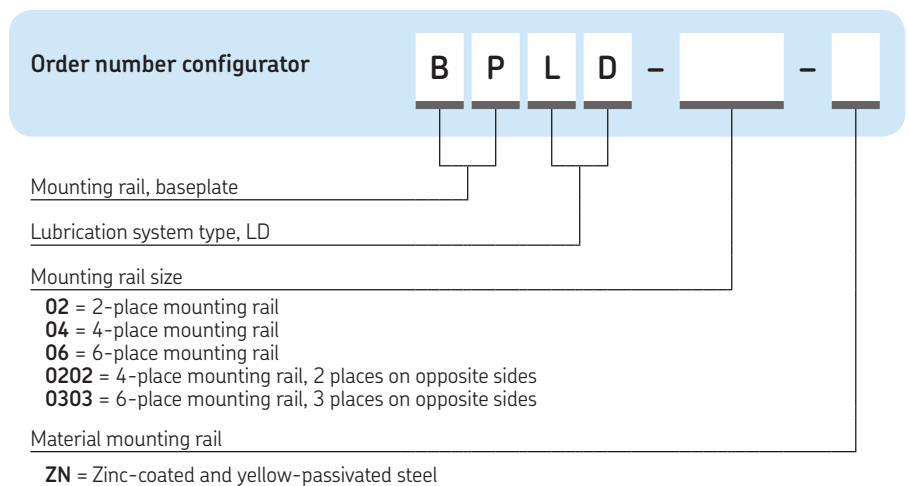 Order number configurator B P L D – –
Mounting rail, baseplate
Lubrication system type, LD
Mounting rail size
02 = 2-place mounting rail
04 = 4-place mounting rail
06 = 6-place mounting rail
0202 = 4-place mounting rail, 2 places on opposite sides
0303 = 6-place mounting rail, 3 places on opposite sides
Material mounting rail
ZN = Zinc-coated and yellow-passivated steel